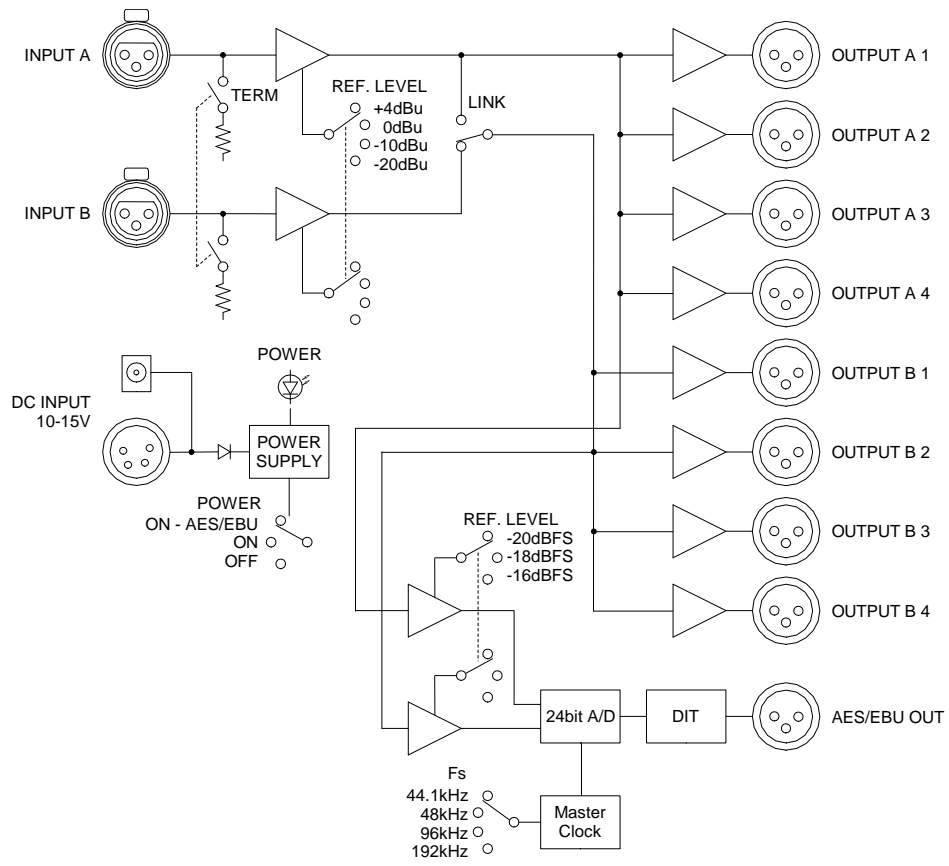 INPUT A
TERM
REF. LEVEL
+4dBu
0dBu
-10dBu
-20dBu
LINK
OUTPUT A 1
OUTPUT A 2
INPUT B
OUTPUT A 3
OUTPUT A 4
DC INPUT
10-15V
POWER
POWER
SUPPLY
POWER
ON - AES/EBU
ON
OFF
OUTPUT B 1
OUTPUT B 2
REF. LEVEL
-20dBFS
-18dBFS
-16dBFS
OUTPUT B 3
OUTPUT B 4
24bit A/D
DIT
AES/EBU OUT
Fs
44.1kHz
48kHz
96kHz
192kHz
Master
Clock